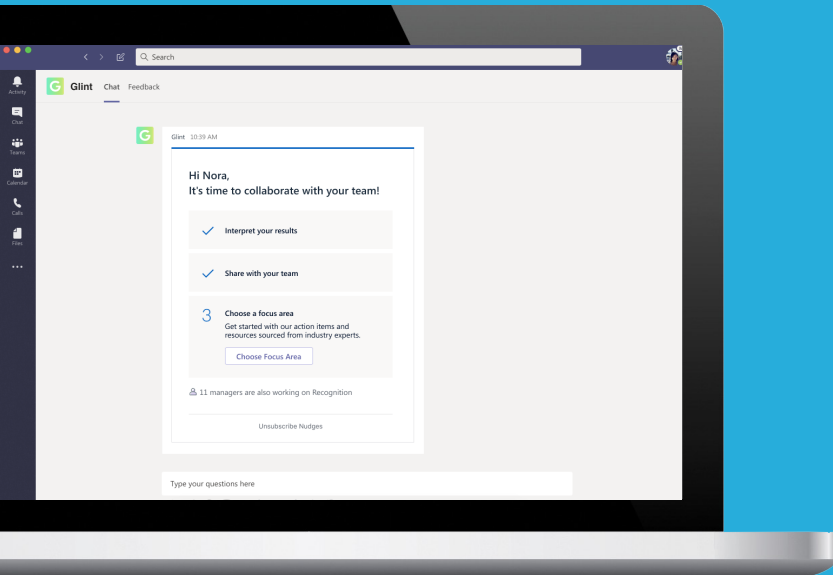 Search
Activity
Chat
Teams
Calendar
Calls
Files
G Glint Chat Feedback
G
Glint 10:39 AM
Hi Nora,
It's time to collaborate with your team!
Interpret your results
Share with your team
3 Choose a focus area
Get started with our action items and
resources sourced from industry experts.
Choose Focus Area
11 managers are also working on Recognition
Unsubscribe Nudges
Type your questions here